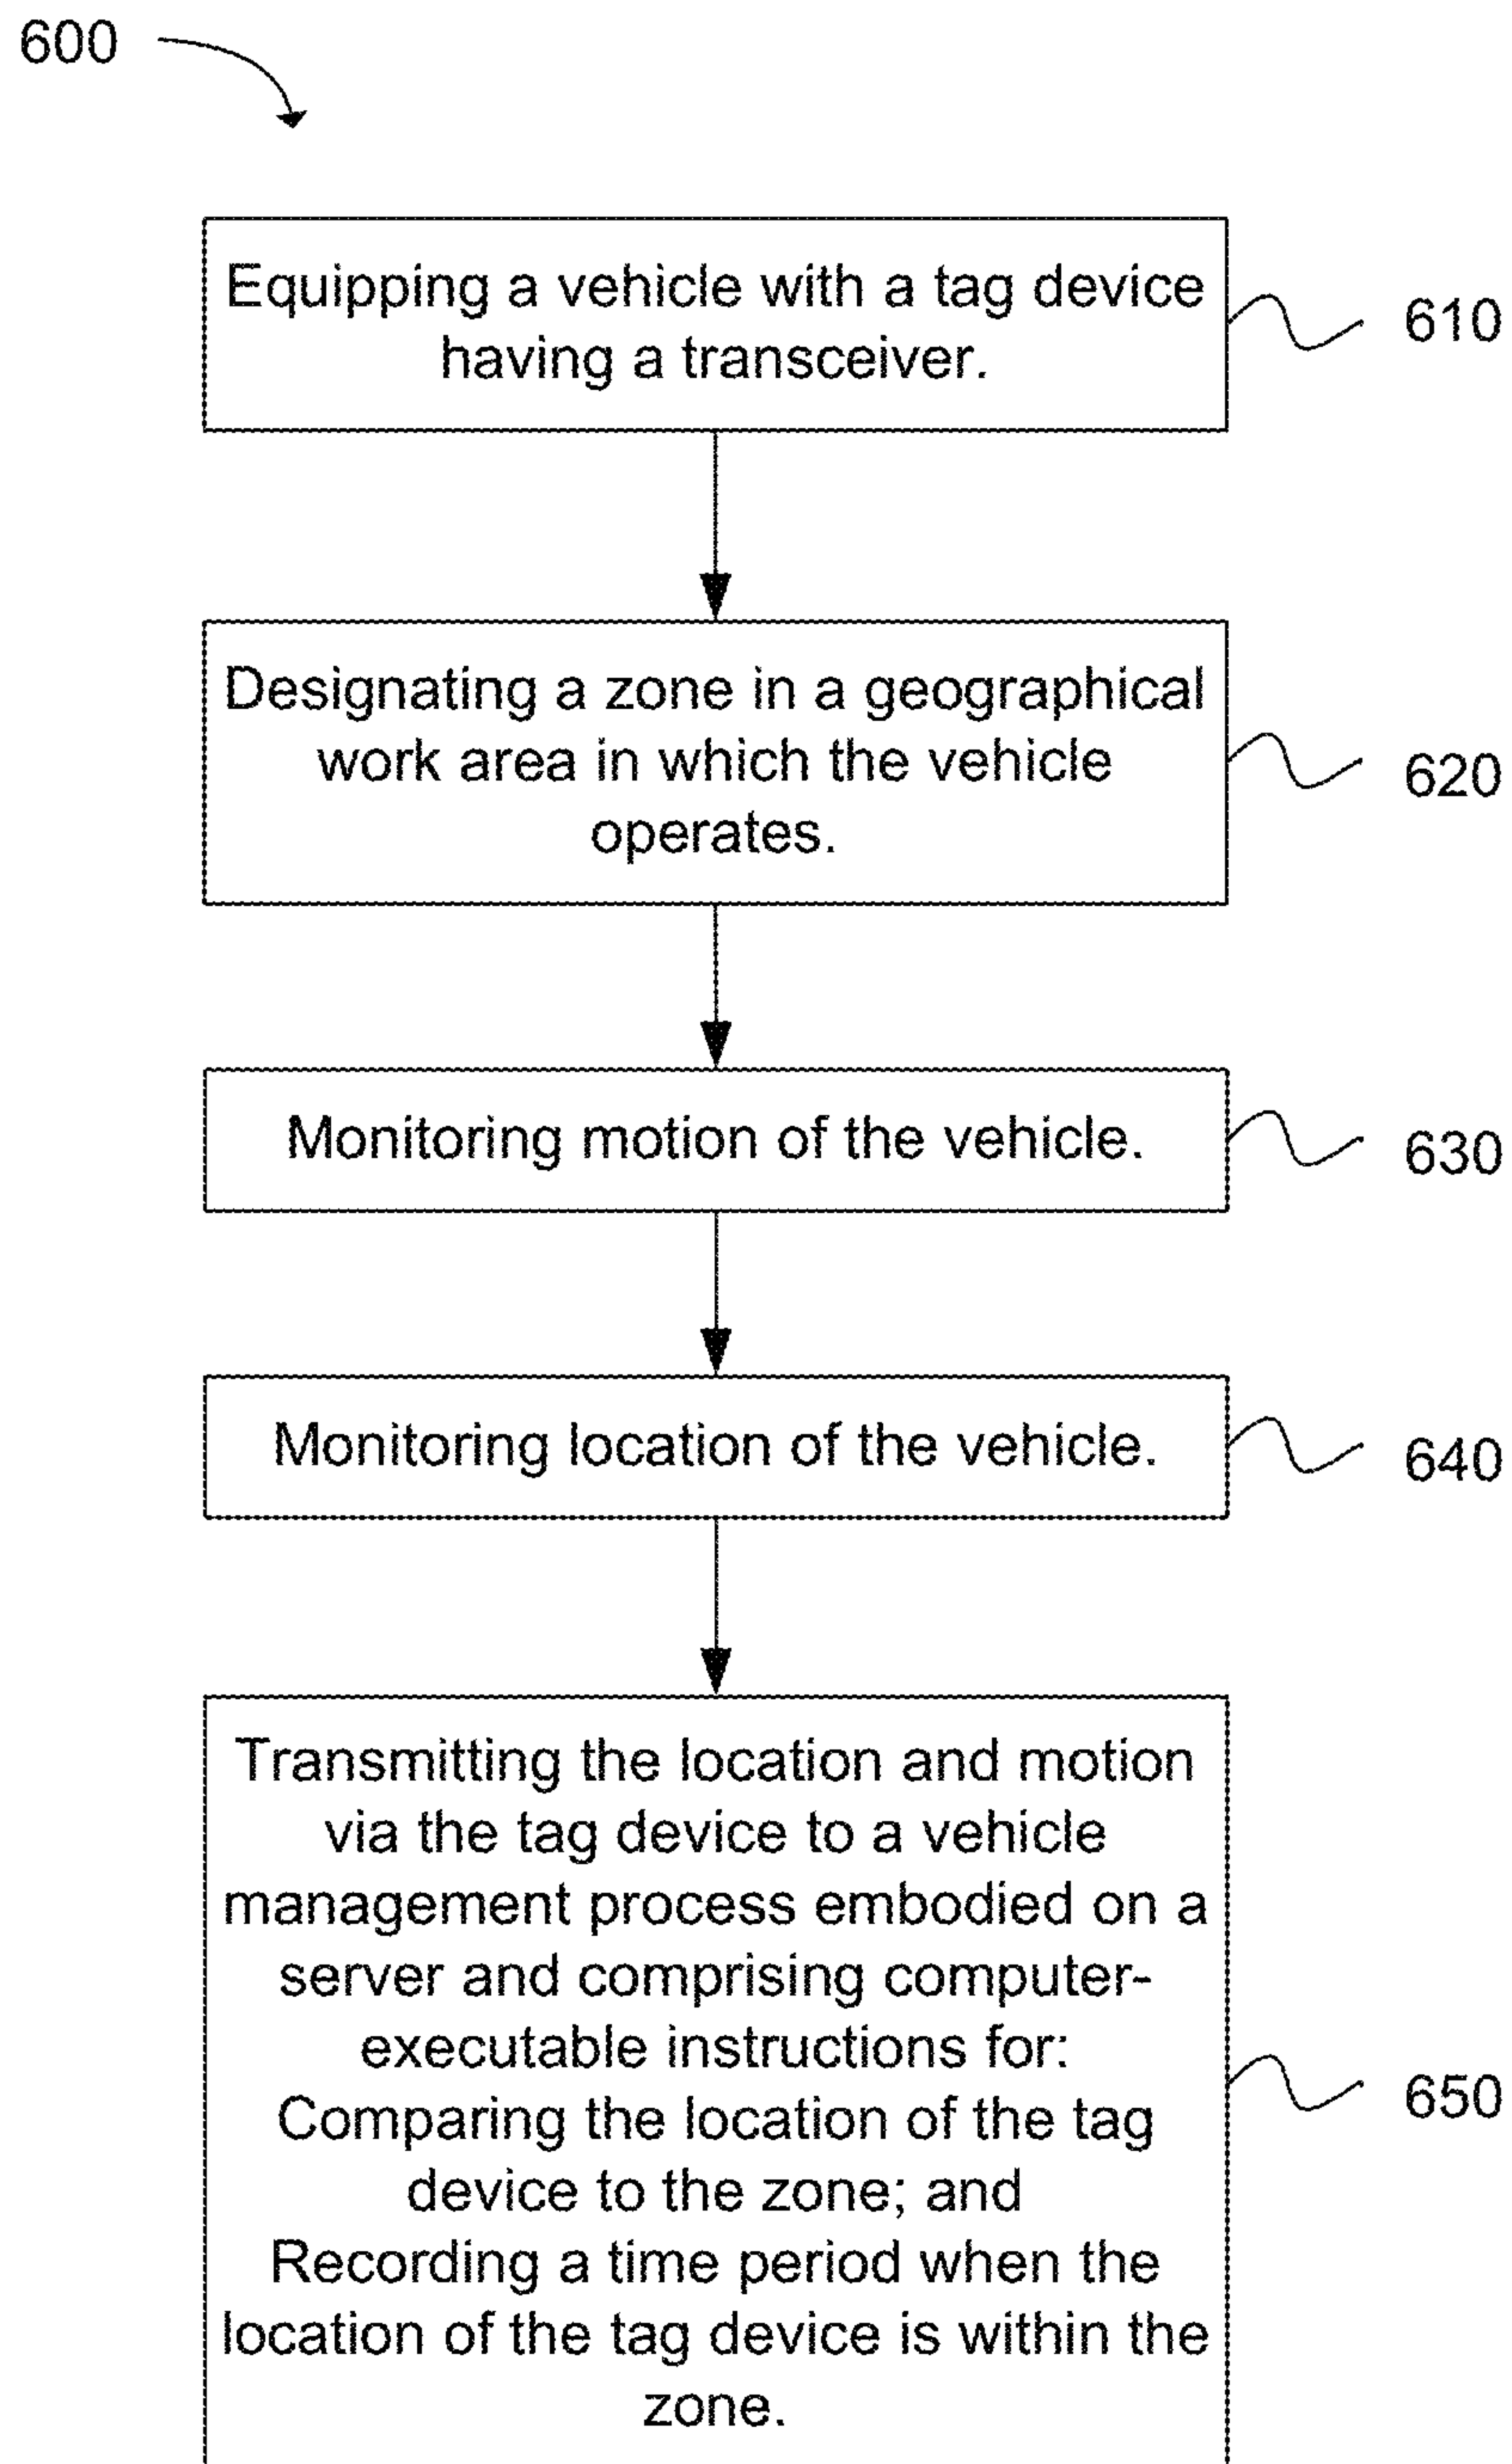 600
Equipping a vehicle with a tag device
having a transceiver.
610
Designating a zone in a geographical
work area in which the vehicle
operates.
620
Monitoring motion of the vehicle.
630
Monitoring location of the vehicle.
640
Transmitting the location and motion
via the tag device to a vehicle
management process embodied on a
server and comprising computer-
executable instructions for:
Comparing the location of the tag
device to the zone; and
Recording a time period when the
location of the tag device is within the
zone.
650